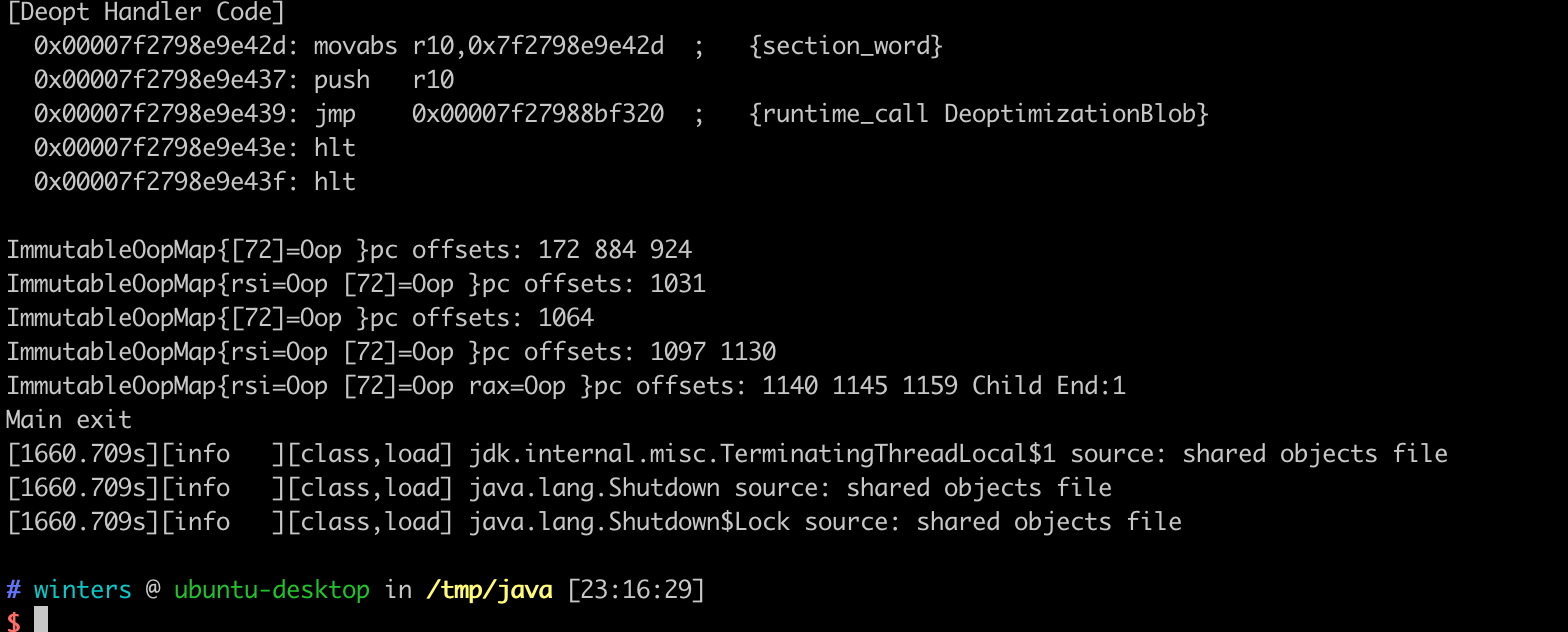 [Deopt Handler Code]
  0x00007f2798e9e42d: movabs r10,0x7f2798e9e42d  ;   {section_word}
  0x00007f2798e9e437: push   r10
  0x00007f2798e9e439: jmp    0x00007f27988bf320  ;   {runtime_call DeoptimizationBlob}
  0x00007f2798e9e43e: hlt
  0x00007f2798e9e43f: hlt

ImmutableOopMap{[72]=Oop }pc offsets: 172 884 924
ImmutableOopMap{rsi=Oop [72]=Oop }pc offsets: 1031
ImmutableOopMap{[72]=Oop }pc offsets: 1064
ImmutableOopMap{rsi=Oop [72]=Oop }pc offsets: 1097 1130
ImmutableOopMap{rsi=Oop [72]=Oop rax=Oop }pc offsets: 1140 1145 1159 Child End:1
Main exit
[1660.709s][info   ][class,load] jdk.internal.misc.TerminatingThreadLocal$1 source: shared objects file
[1660.709s][info   ][class,load] java.lang.Shutdown source: shared objects file
[1660.709s][info   ][class,load] java.lang.Shutdown$Lock source: shared objects file

# winters @ ubuntu-desktop in /tmp/java [23:16:29]
$